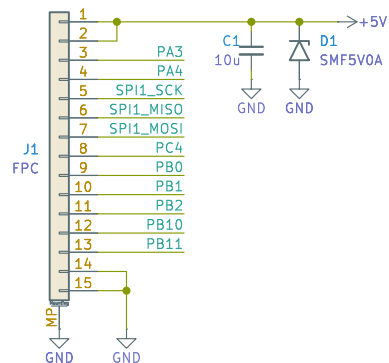 1
+5V
2
C1
D1
3
PA3
10u
SMF5V0A
4
PA4
5
SPI1_SCK
GND
GND
6
SPI1_MISO
7
SPI1_MOSI
J1
8
PC4
FPC
9
PB0
10
PB1
11
PB2
12
PB10
13
PB11
14
15
MP
GND
GND